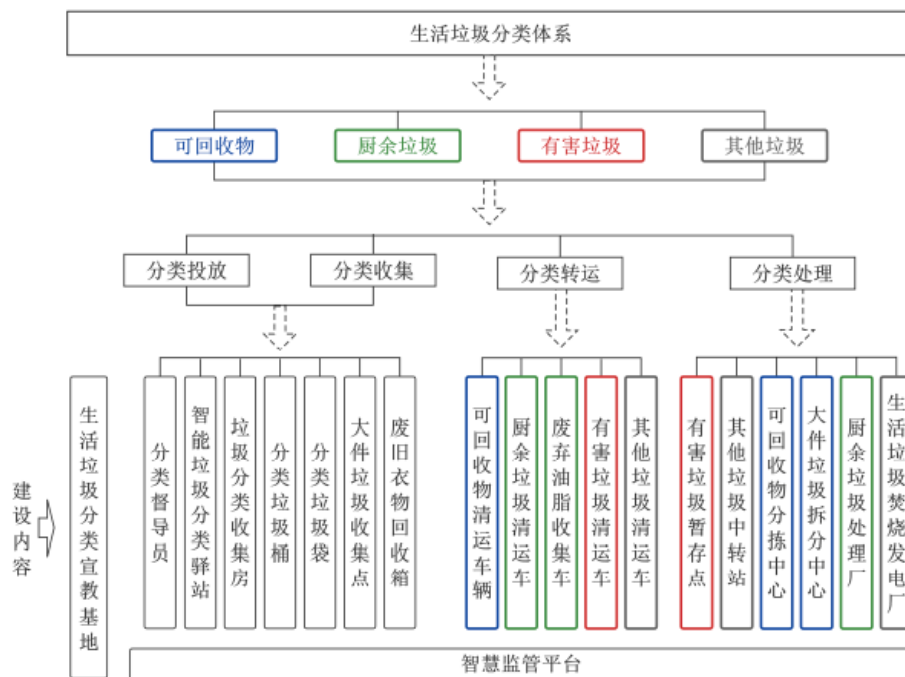 生活垃圾分类体系
可回收物
厨余垃圾
有害垃圾
其他垃圾
分类投放
分类收集
分类转运
分类处理
建设内容
生活垃圾分类宣教基地
分类督导员
智能垃圾分类驿站
垃圾分类收集房
分类垃圾桶
分类垃圾袋
大件垃圾收集点
废旧衣物回收箱
可回收物清运车辆
厨余垃圾清运车
废弃油脂收集车
有害垃圾清运车
其他垃圾清运车
有害垃圾暂存点
其他垃圾中转站
可回收物分拣中心
大件垃圾拆分中心
厨余垃圾处理厂
生活垃圾焚烧发电厂
智慧监管平台